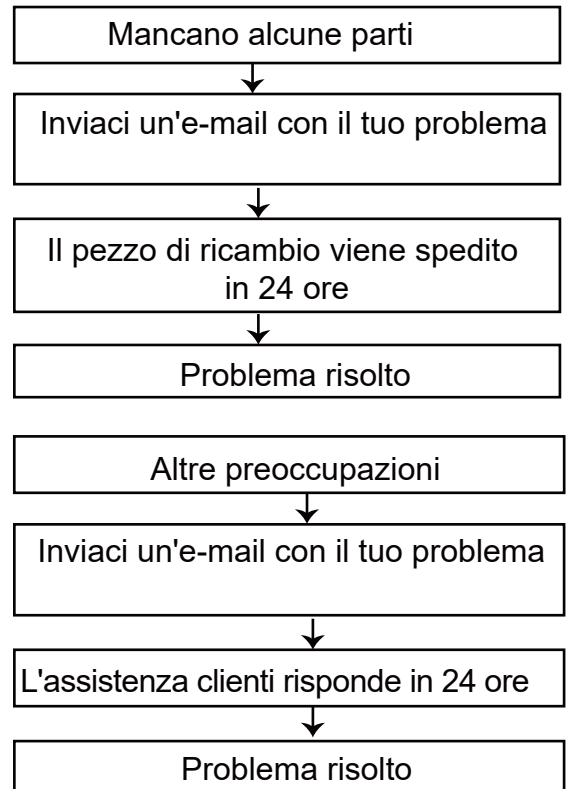 Mancano alcune parti
Inviaci un'e-mail con il tuo problema
Il pezzo di ricambio viene spedito
in 24 ore
Problema risolto
Altre preoccupazioni
Inviaci un'e-mail con il tuo problema
L'assistenza clienti risponde in 24 ore
Problema risolto